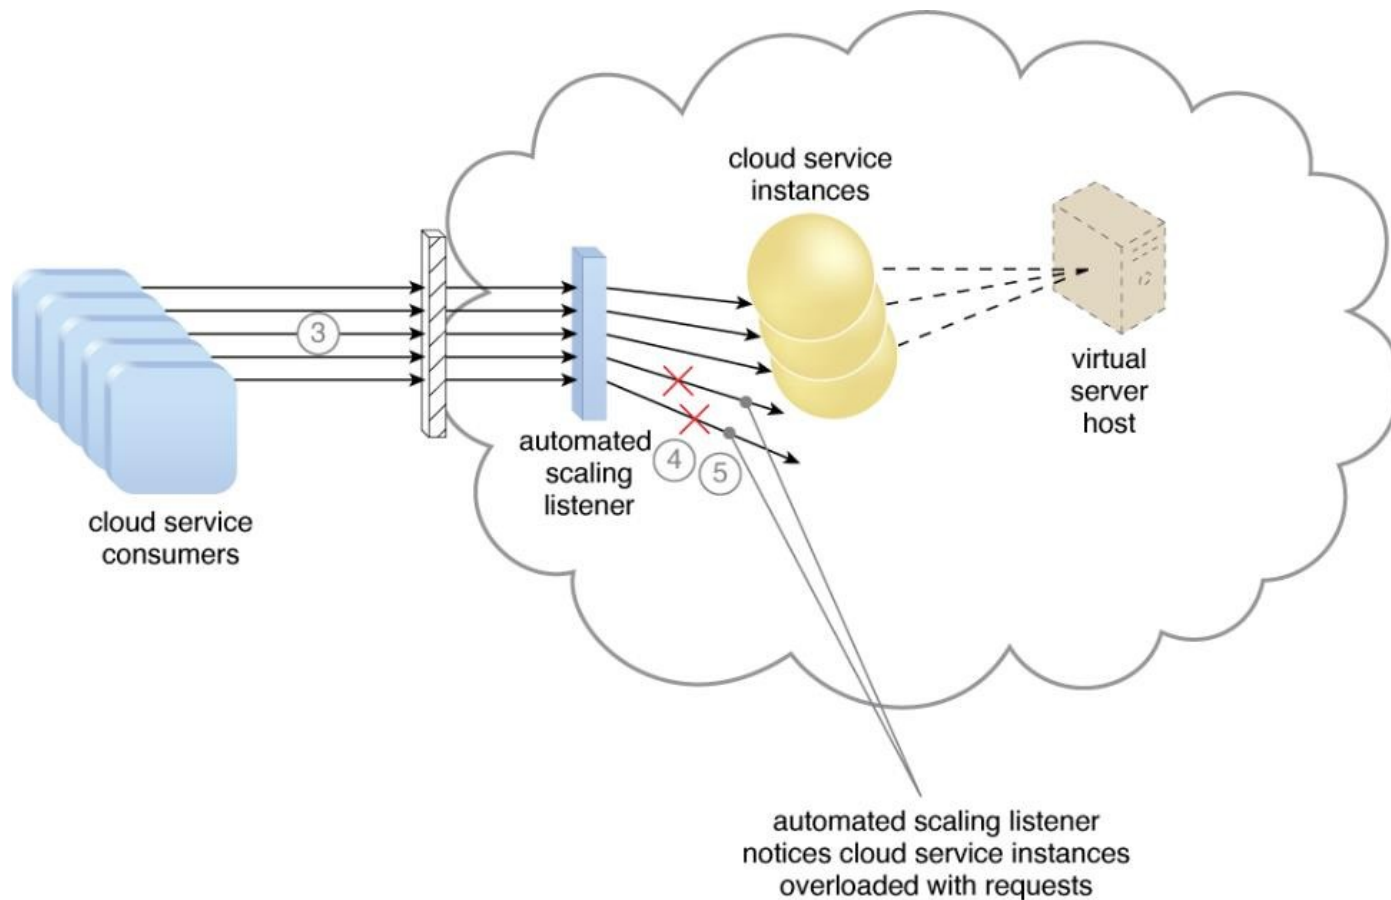 cloud service
instances
3
automated
scaling
listener
4
5
virtual
server
host
cloud service
consumers
automated scaling listener
notices cloud service instances
overloaded with requests